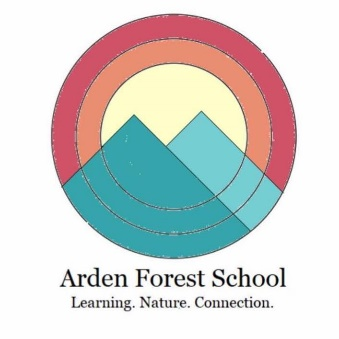 Arden Forest School
Learning. Nature. Connection.